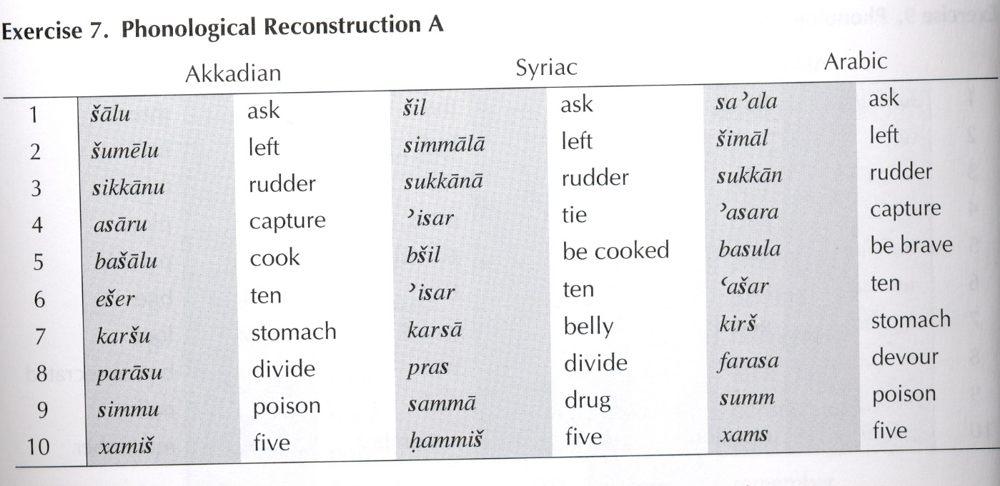 Exercise 7. Phonological Reconstruction A
Akkadian Syriac Arabic
1 šālu ask šil ask saʾala ask
2 šumēlu left simmālā left šimāl left
3 sikkānu rudder sukkānā rudder sukkān rudder
4 asāru capture ʾisar tie ʾasara capture
5 bašālu cook bšil be cooked basula be brave
6 ešer ten ʾisar ten ʿašar ten
7 karšu stomach karsā belly kirš stomach
8 parāsu divide pras divide farasa devour
9 simmu poison sammā drug summ poison
10 xamiš five ḥammiš five xams five